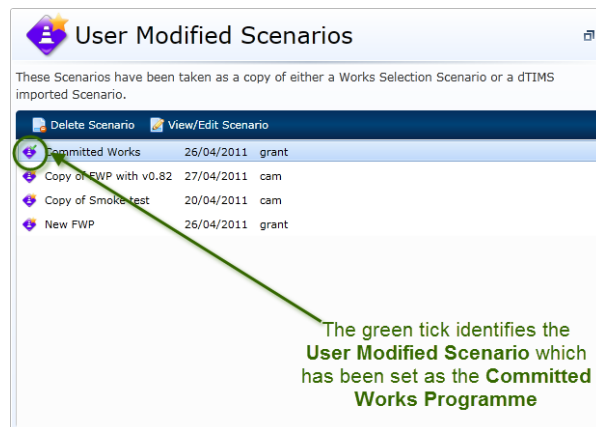 User Modified Scenarios
These Scenarios have been taken as a copy of either a Works Selection Scenario or a dTIMS
imported Scenario.
Delete Scenario View/Edit Scenario
Committed Works 26/04/2011 grant
Copy of FWP with v0.82 27/04/2011 cam
Copy of Smoke test 20/04/2011 cam
New FWP 26/04/2011 grant
The green tick identifies the
User Modified Scenario which
has been set as the Committed
Works Programme